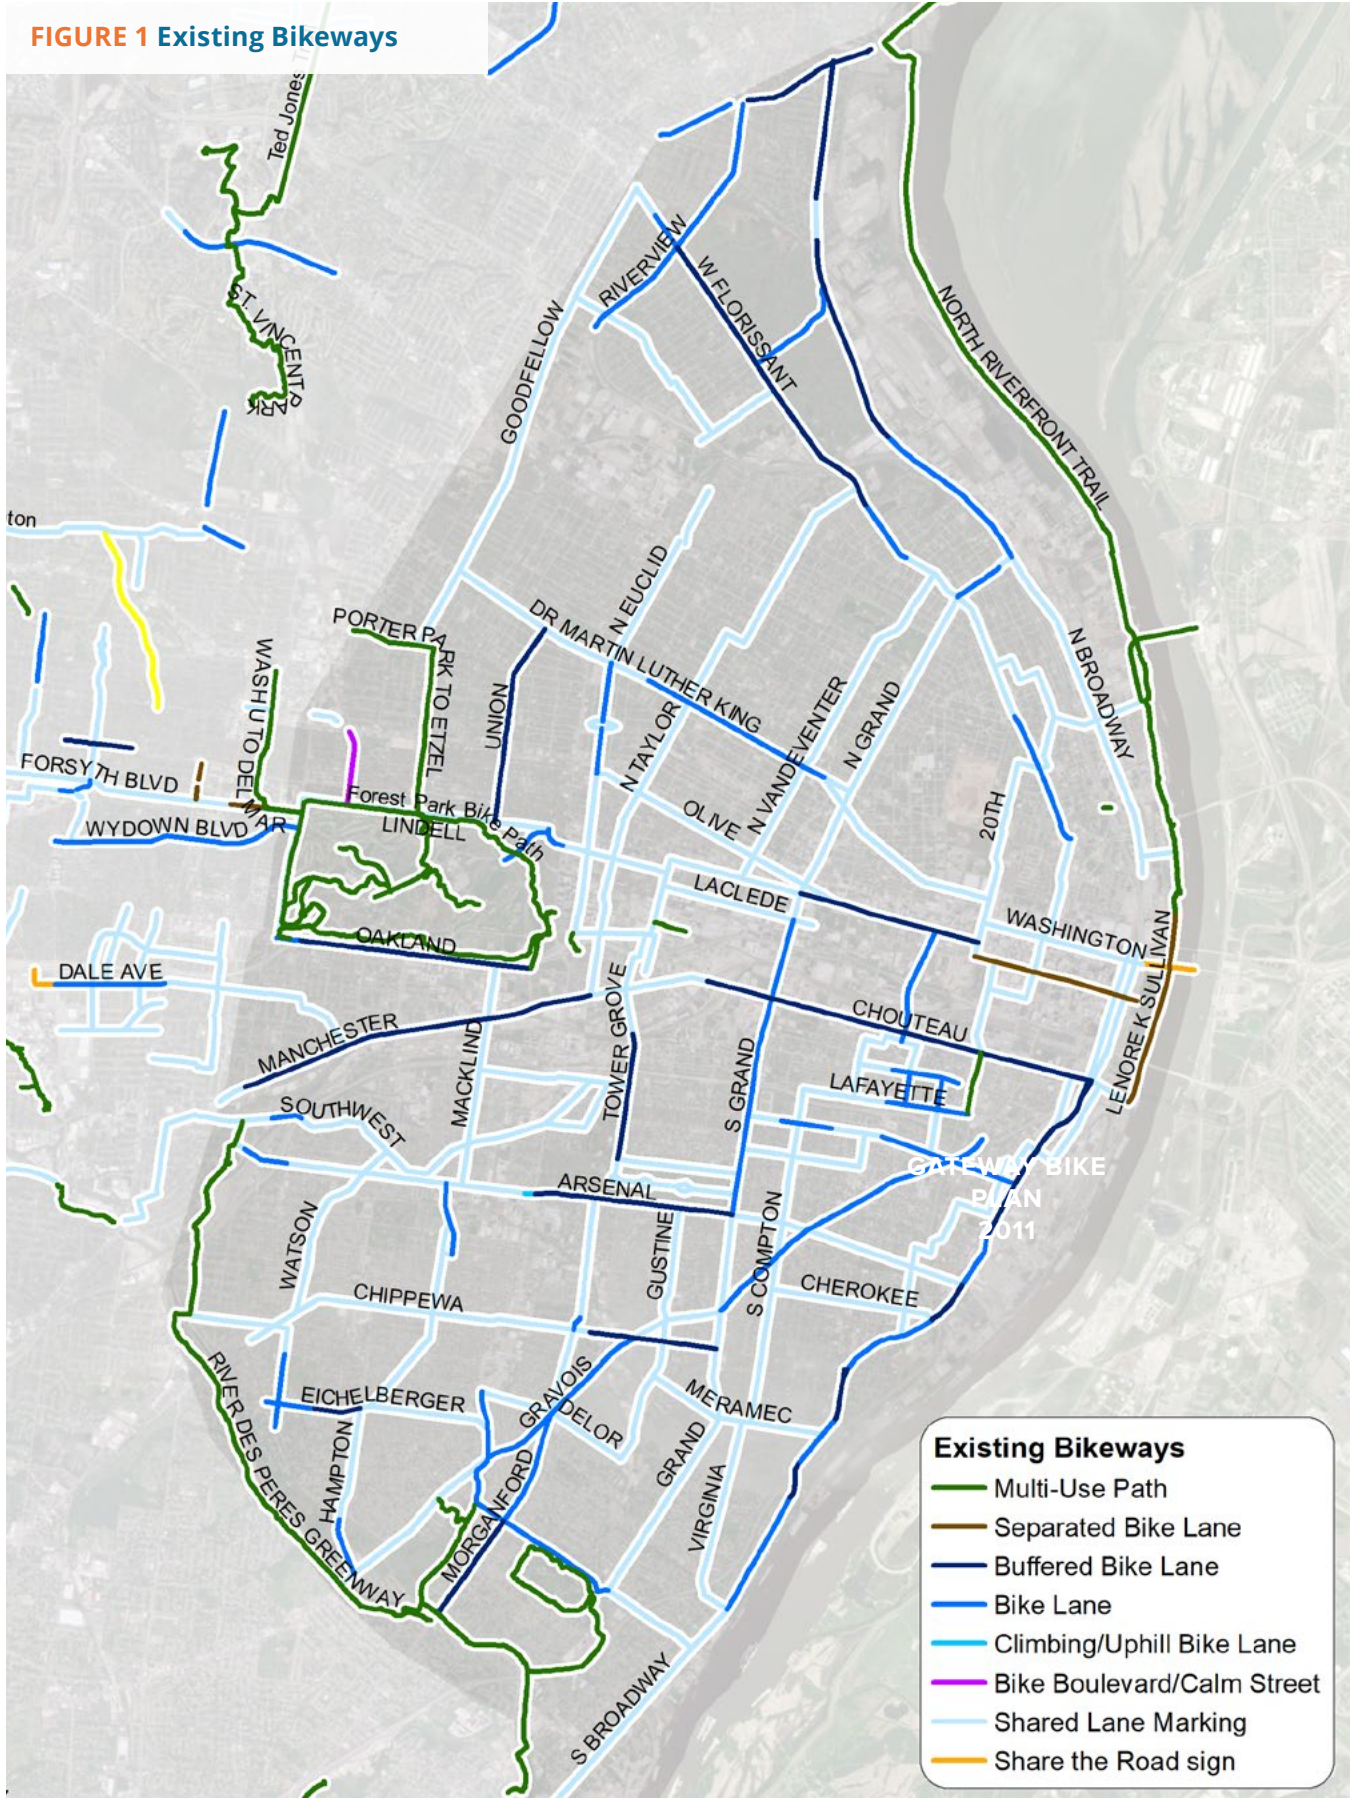 FIGURE 1 Existing Bikeways
Ted Jones Tr
ST. VINCENT PARK
RIVERVIEW
W FLORISSANT
GOODFELLOW
NORTH RIVERFRONT TRAIL
ton
N EUCLID
DR MARTIN LUTHER KING
PORTER PARK TO ETZEL
WASH U TO DELMAR
UNION
N TAYLOR
N VANDEVENTER
N GRAND
N BROADWAY
FORSYTH BLVD
Forest Park Bike Path
LINDELL
WYDOWN BLVD
OLIVE
20TH
LACLEDE
WASHINGTON
OAKLAND
DALE AVE
LENORE K SULLIVAN
CHOUTEAU
MANCHESTER
MACKLIND
TOWER GROVE
S GRAND
LAFAYETTE
SOUTHWEST
GATEWAY BIKE
PLAN
2011
ARSENAL
WATSON
GUSTINE
S COMPTON
CHIPPEWA
CHEROKEE
RIVER DES PERES GREENWAY
EICHELBERGER
GRAVOIS
DELOR
MERAMEC
HAMPTON
GRAND
MORGANFORD
VIRGINIA
S BROADWAY
Existing Bikeways
Multi-Use Path
Separated Bike Lane
Buffered Bike Lane
Bike Lane
Climbing/Uphill Bike Lane
Bike Boulevard/Calm Street
Shared Lane Marking
Share the Road sign